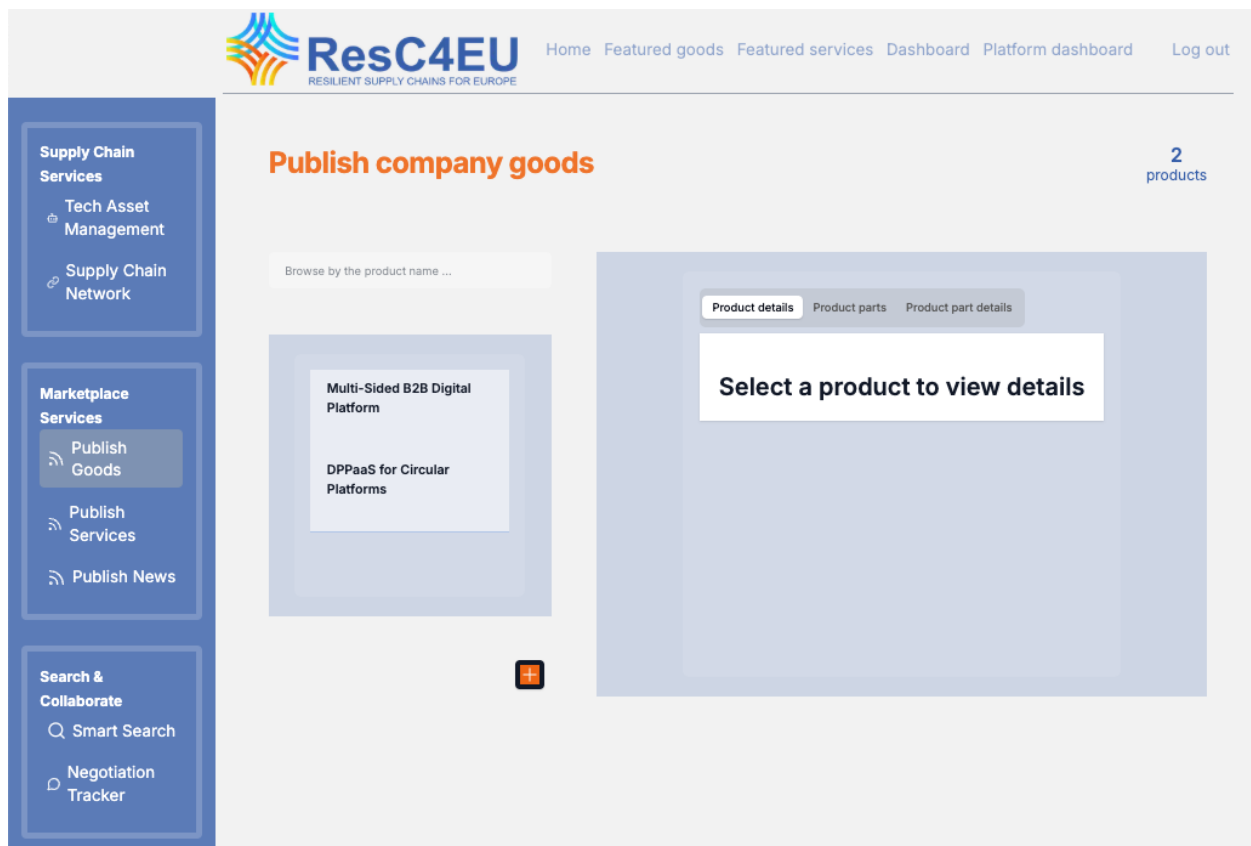 ResC4EU
RESILIENT SUPPLY CHAINS FOR EUROPE
Home Featured goods Featured services Dashboard Platform dashboard Log out
Supply Chain
Services
Tech Asset
Management
Supply Chain
Network
Marketplace
Services
Publish
Goods
Publish
Services
Publish News
Search &
Collaborate
Smart Search
Negotiation
Tracker
Publish company goods
2
products
Browse by the product name ...
Multi-Sided B2B Digital
Platform
DPPaaS for Circular
Platforms
Product details Product parts Product part details
Select a product to view details